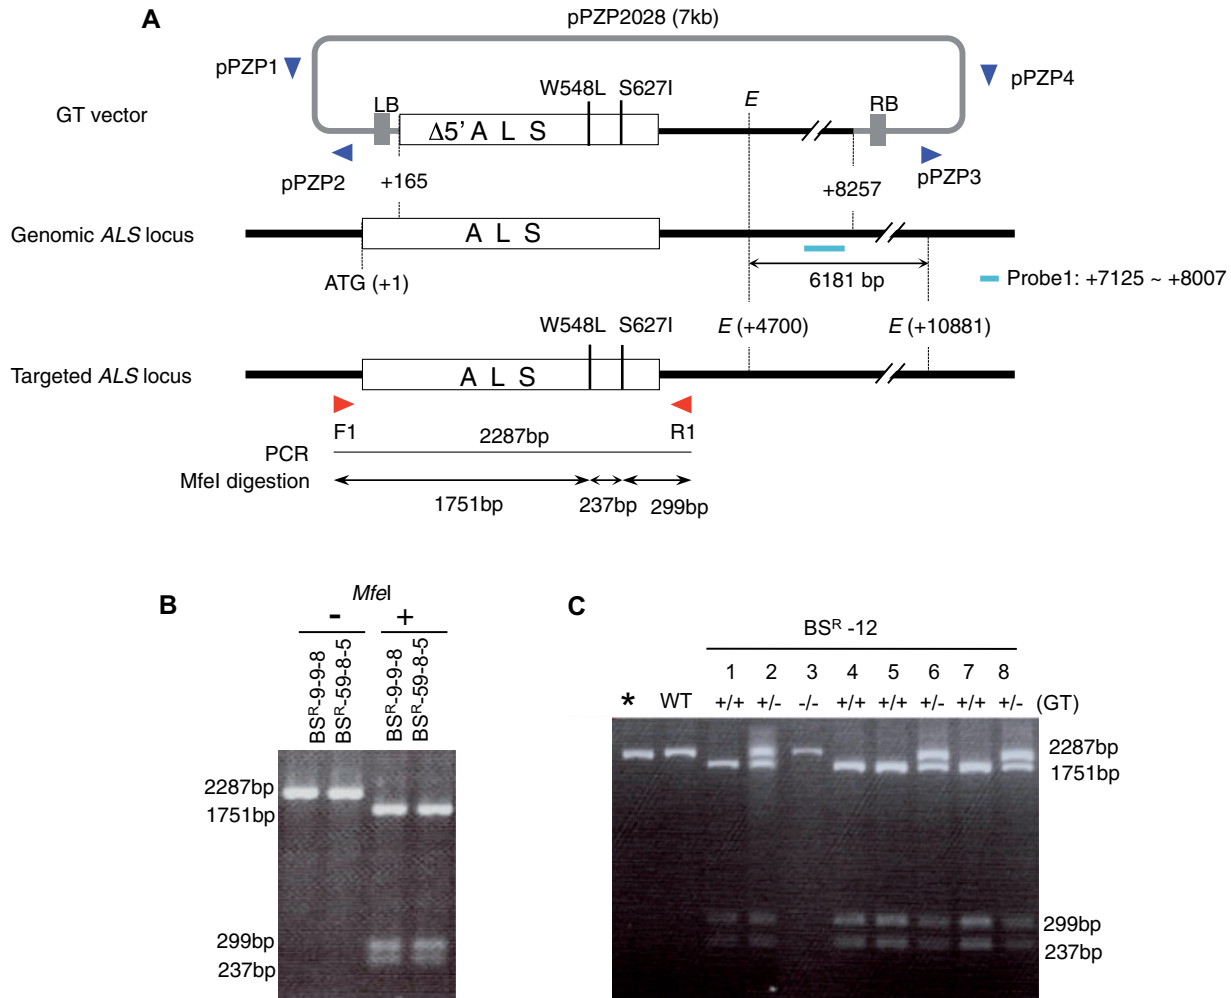 A
pPZP2028 (7kb)
pPZP1
pPZP4
W548L S627I
E
GT vector
LB
RB
Δ5' A L S
pPZP2
+165
+8257
pPZP3
Genomic ALS locus
A L S
ATG (+1)
6181 bp
Probe1: +7125 ~ +8007
W548L S627I
E (+4700)
E (+10881)
Targeted ALS locus
A L S
F1
2287bp
R1
PCR
MfeI digestion
1751bp
237bp
299bp
B
MfeI
- +
BSR-9-9-8
BSR-59-8-5
BSR-9-9-8
BSR-59-8-5
2287bp
1751bp
299bp
237bp
C
BSR -12
1 2 3 4 5 6 7 8
* WT +/+ +/- -/- +/+ +/+ +/- +/+ +/- (GT)
2287bp
1751bp
299bp
237bp